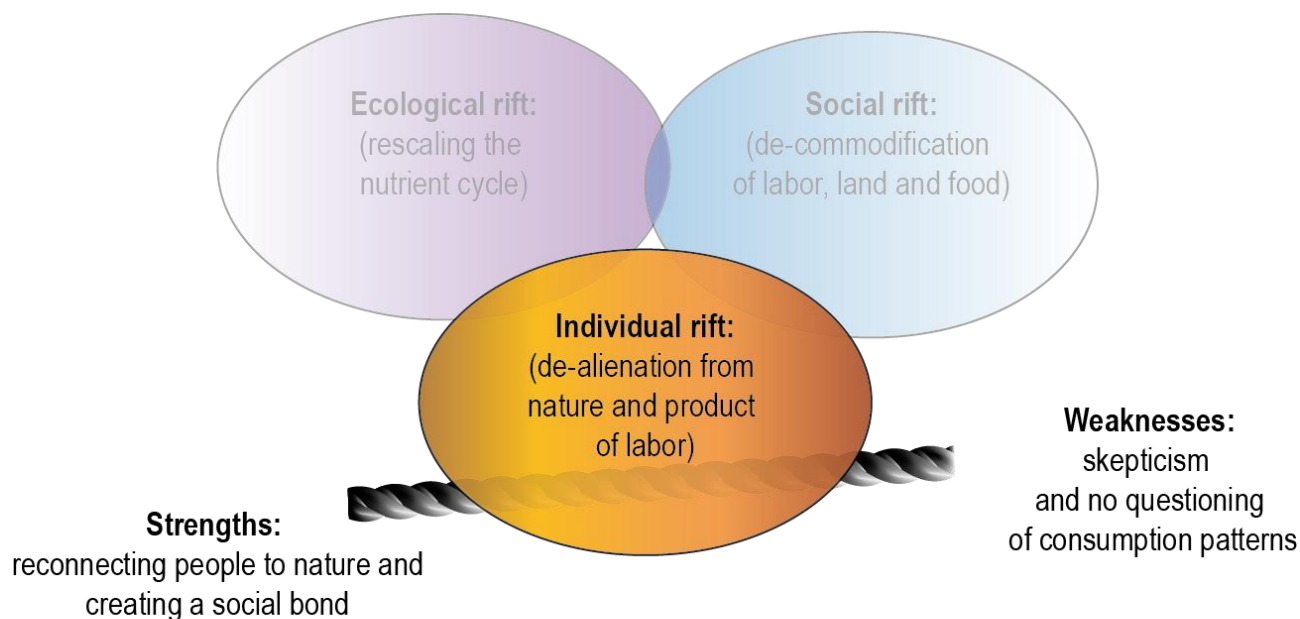 Ecological rift:
(rescaling the
nutrient cycle)
Social rift:
(de-commodification
of labor, land and food)
Individual rift:
(de-alienation from
nature and product
of labor)
Weaknesses:
skepticism
and no questioning
of consumption patterns
Strengths:
reconnecting people to nature and
creating a social bond